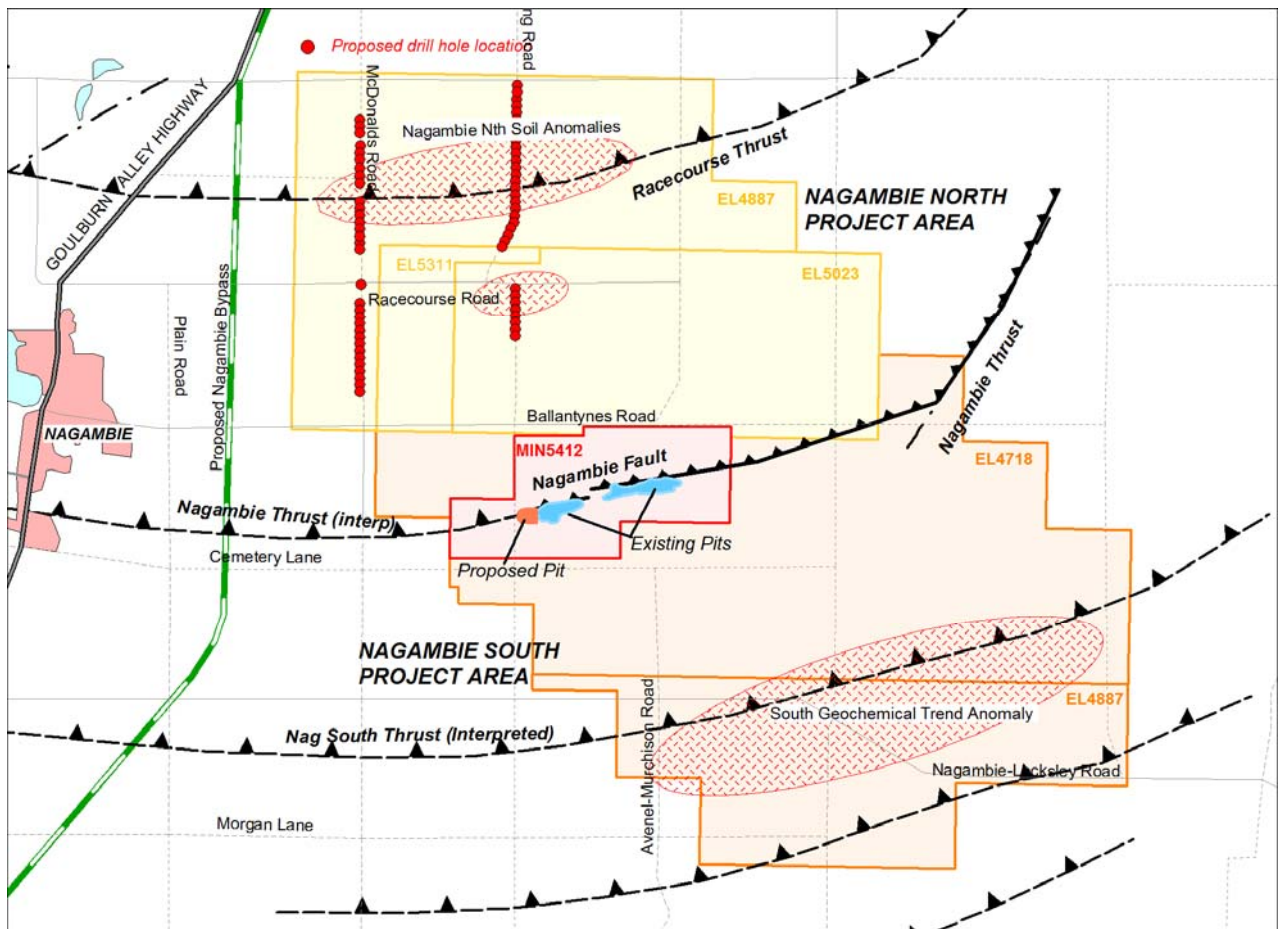 Proposed drill hole location
ng Road
McDonalds Road
GOULBURN VALLEY HIGHWAY
Nagambie Nth Soil Anomalies
Racecourse Thrust
EL4887
NAGAMBIE NORTH
PROJECT AREA
EL5311
EL5023
Racecourse Road
Plain Road
Proposed Nagambie Bypass
Nagambie Thrust
Ballantynes Road
NAGAMBIE
MIN5412
Nagambie Fault
EL4718
Nagambie Thrust (interp)
Existing Pits
Cemetery Lane
Proposed Pit
NAGAMBIE SOUTH
PROJECT AREA
EL4887
South Geochemical Trend Anomaly
Nag South Thrust (Interpreted)
Avenel-Murchison Road
Nagambie-Locksley Road
Morgan Lane